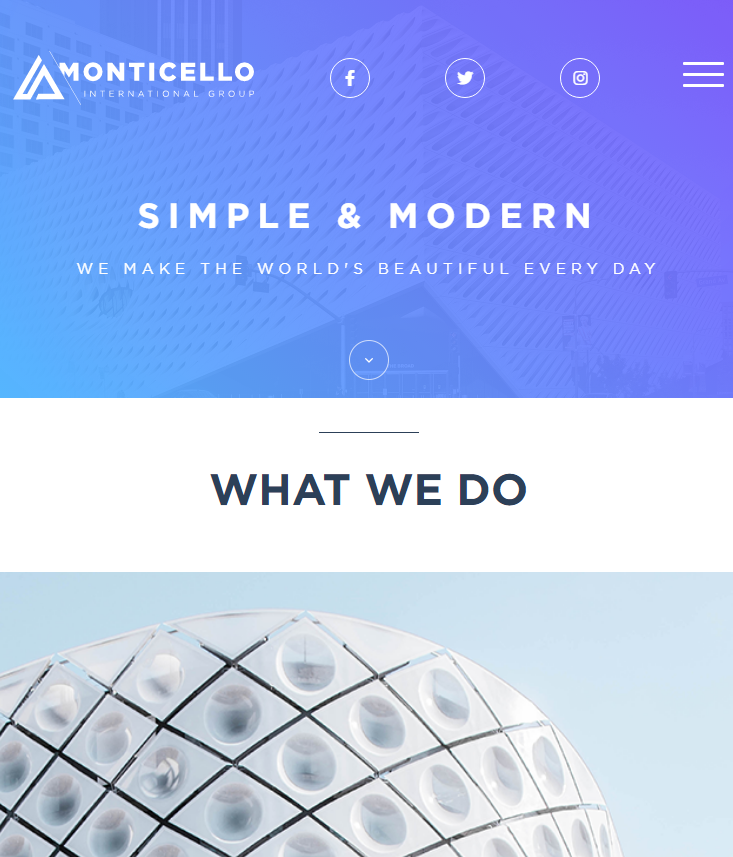 MONTICELLO
INTERNATIONAL GROUP
SIMPLE & MODERN
WE MAKE THE WORLD'S BEAUTIFUL EVERY DAY
WHAT WE DO